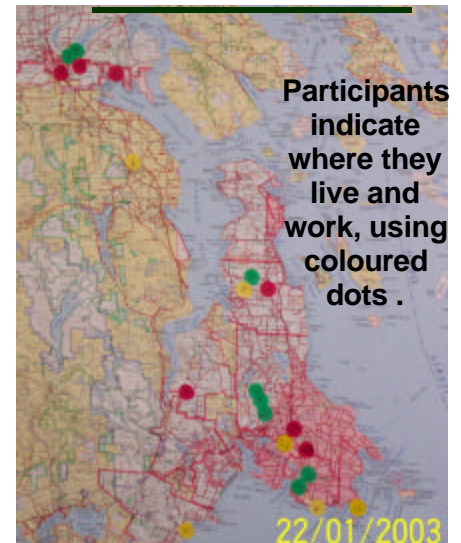 Participants
indicate
where they
live and
work, using
coloured
dots .
22/01/2003